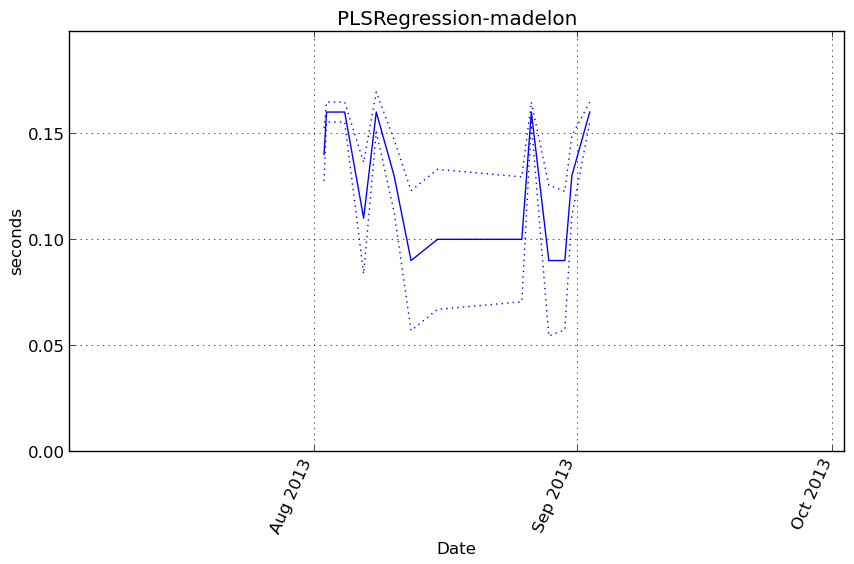 PLSRegression-madelon
0.15
0.10
0.05
0.00
seconds
Aug 2013
Sep 2013
Oct 2013
Date